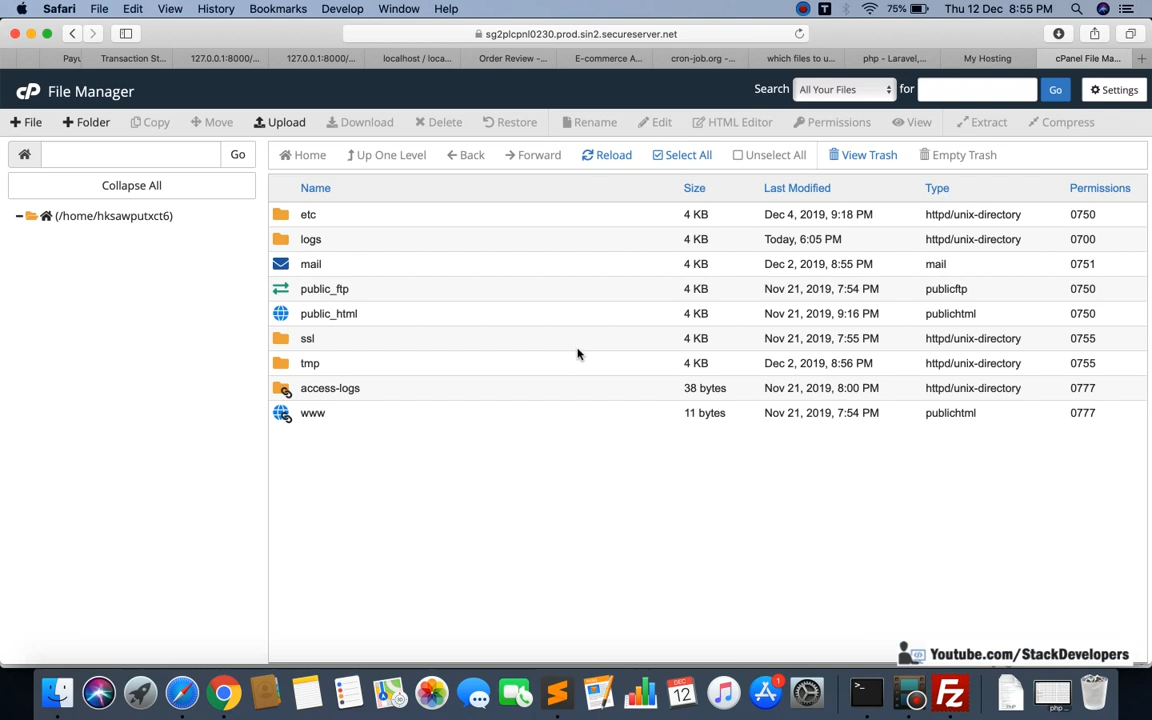 Safari File Edit View History Bookmarks Develop Window Help T 75% Thu 12 Dec 8:55 PM
sg2plcpnl0230.prod.sin2.secureserver.net
Payu Transaction St... 127.0.0.1:8000/... 127.0.0.1:8000/... localhost / loca... Order Review -... E-commerce A... cron-job.org -... which files to u... php - Laravel,... My Hosting cPanel File Ma...
cP File Manager Search All Your Files for Go Settings
File Folder Copy Move Upload Download Delete Restore Rename Edit HTML Editor Permissions View Extract Compress
Go Home Up One Level Back Forward Reload Select All Unselect All View Trash Empty Trash
Collapse All
(/home/hksawputxct6)
Name Size Last Modified Type Permissions
etc 4 KB Dec 4, 2019, 9:18 PM httpd/unix-directory 0750
logs 4 KB Today, 6:05 PM httpd/unix-directory 0700
mail 4 KB Dec 2, 2019, 8:55 PM mail 0751
public_ftp 4 KB Nov 21, 2019, 7:54 PM publicftp 0750
public_html 4 KB Nov 21, 2019, 9:16 PM publichtml 0750
ssl 4 KB Nov 21, 2019, 7:55 PM httpd/unix-directory 0755
tmp 4 KB Dec 2, 2019, 8:56 PM httpd/unix-directory 0755
access-logs 38 bytes Nov 21, 2019, 8:00 PM httpd/unix-directory 0777
www 11 bytes Nov 21, 2019, 7:54 PM publichtml 0777
Youtube.com/StackDevelopers
DEC
12
1
Fz
php